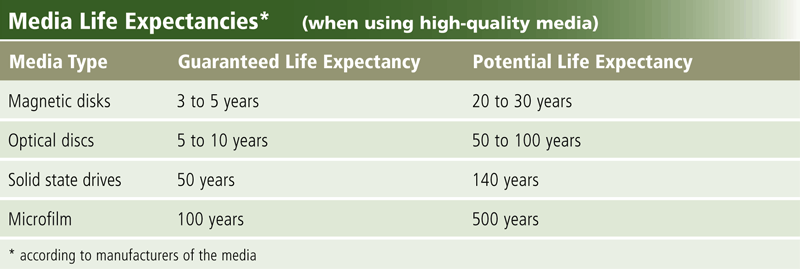 Media Life Expectancies* (when using high-quality media)
Media Type Guaranteed Life Expectancy Potential Life Expectancy
Magnetic disks 3 to 5 years 20 to 30 years
Optical discs 5 to 10 years 50 to 100 years
Solid state drives 50 years 140 years
Microfilm 100 years 500 years
* according to manufacturers of the media